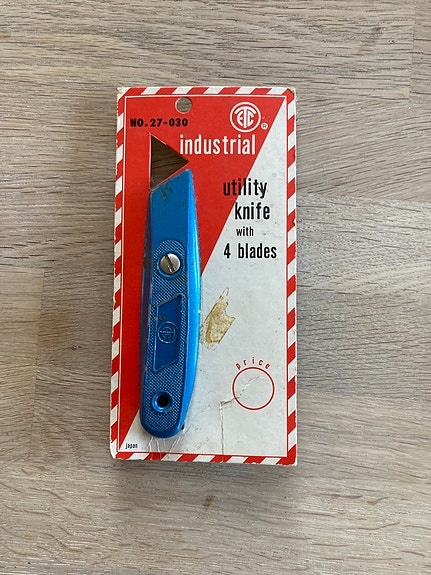 NO. 27-030
ETC
®
industrial
utility
knife
with
4 blades
price
japan